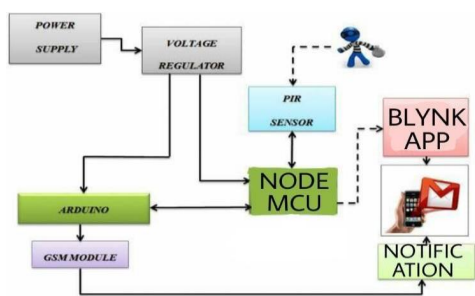 POWER
SUPPLY
VOLTAGE
REGULATOR
PIR
SENSOR
BLYNK
APP
NODE
MCU
ARDUINO
GSM MODULE
NOTIFIC
ATION